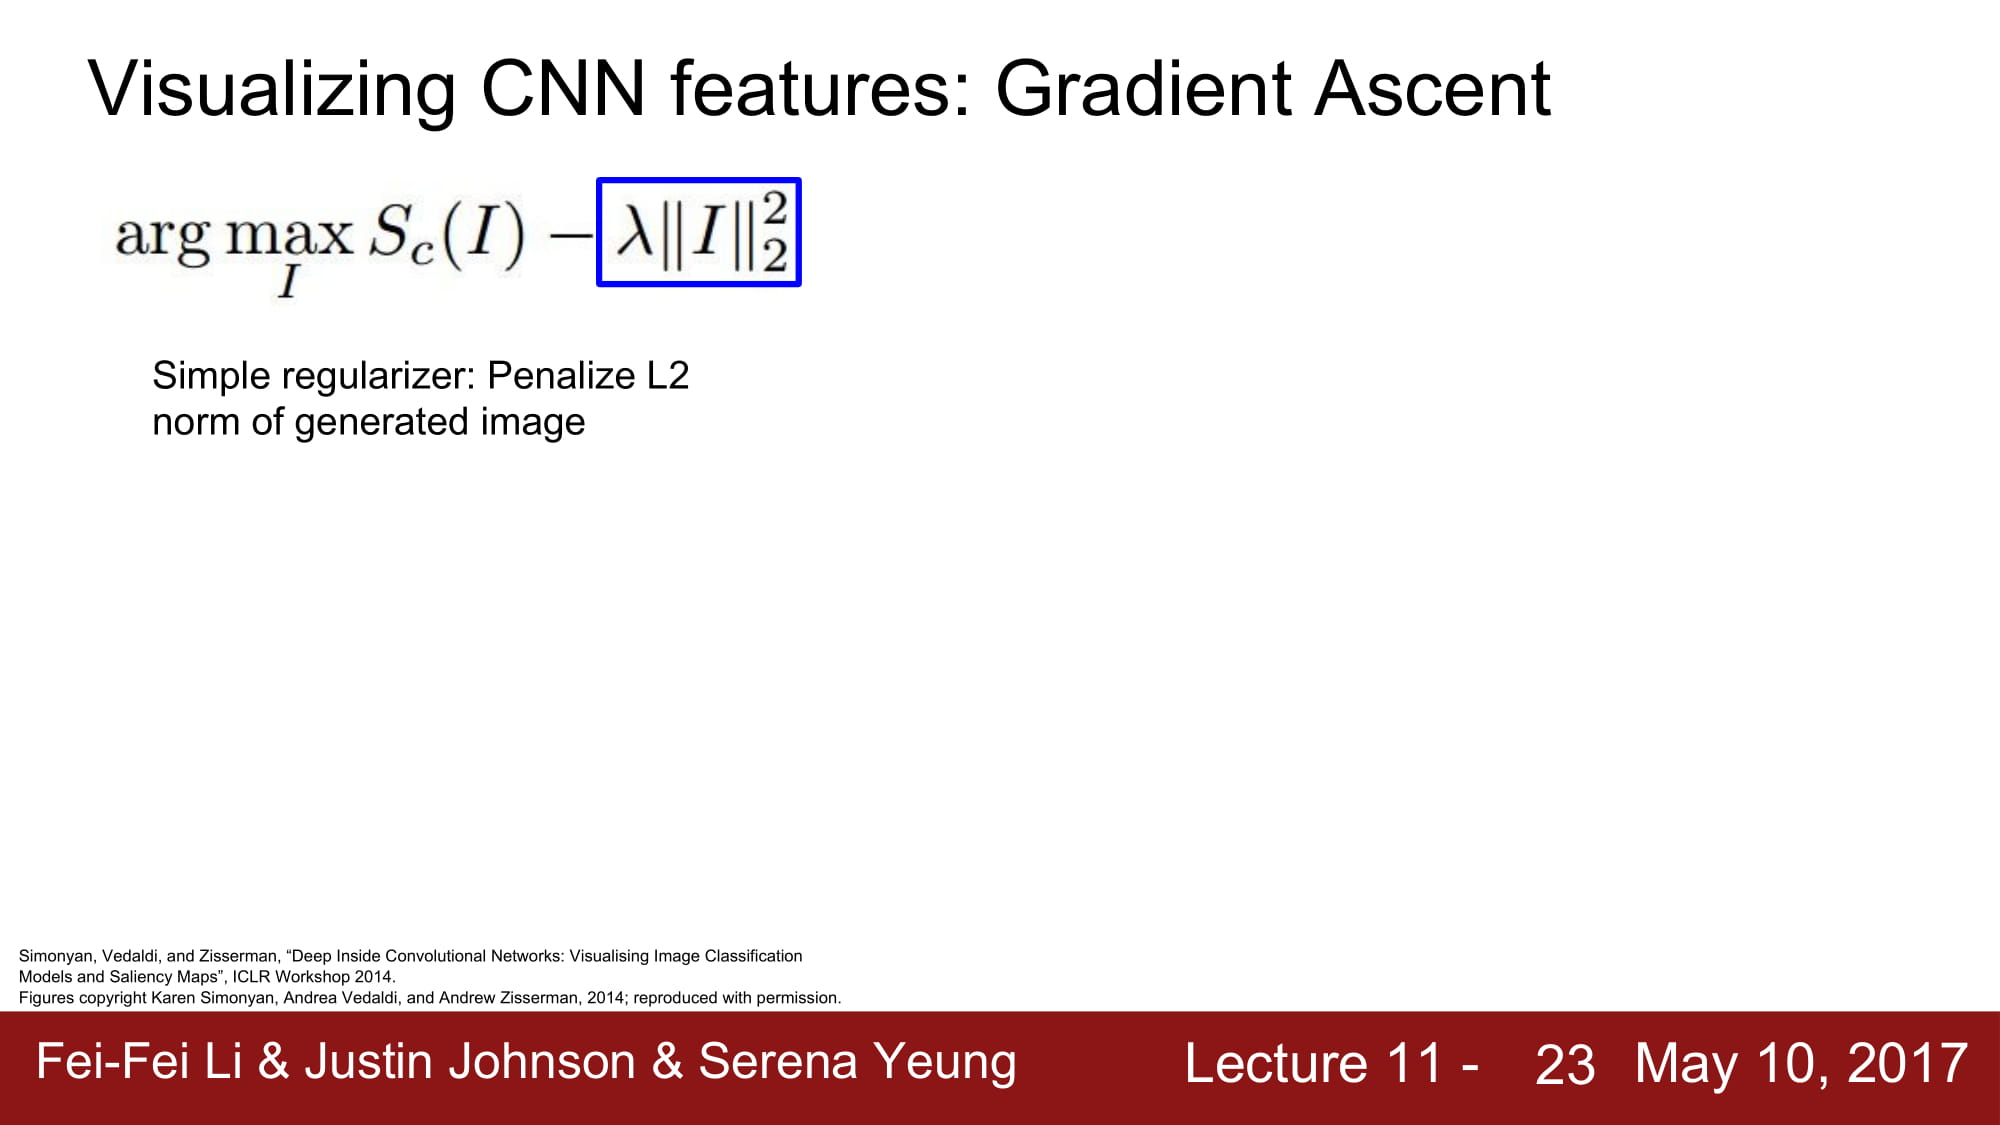 Visualizing CNN features: Gradient Ascent
arg max_I S_c(I) − λ‖I‖₂²
Simple regularizer: Penalize L2
norm of generated image
Simonyan, Vedaldi, and Zisserman, “Deep Inside Convolutional Networks: Visualising Image Classification
Models and Saliency Maps”, ICLR Workshop 2014.
Figures copyright Karen Simonyan, Andrea Vedaldi, and Andrew Zisserman, 2014; reproduced with permission.
Fei-Fei Li & Justin Johnson & Serena Yeung Lecture 11 - 23 May 10, 2017